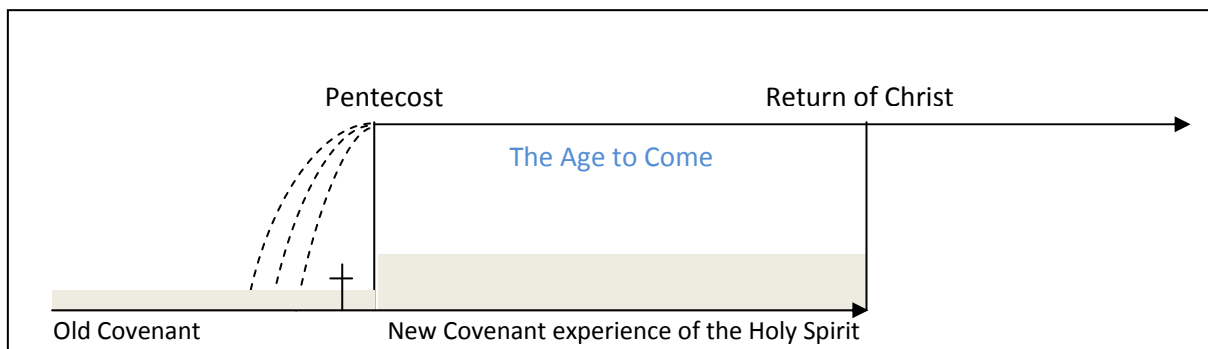 Pentecost Return of Christ
The Age to Come
Old Covenant New Covenant experience of the Holy Spirit